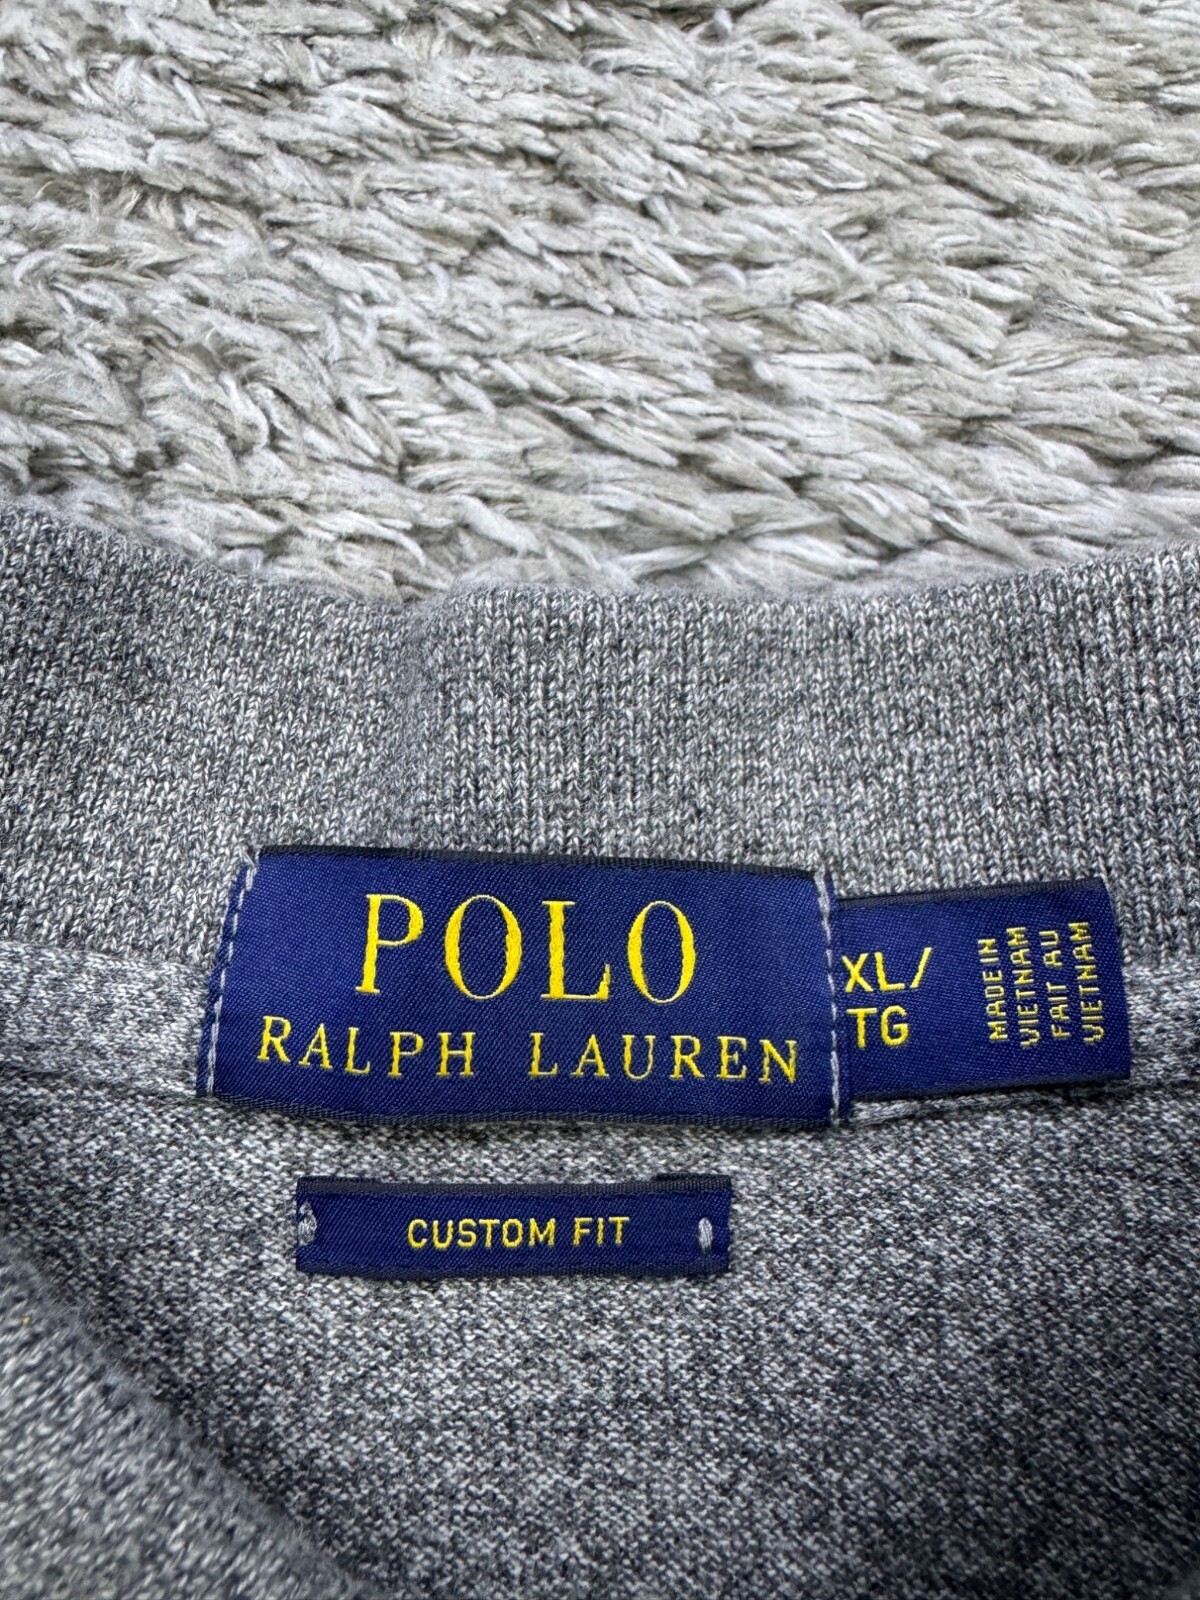 POLO
RALPH LAUREN
XL/
TG
MADE IN
VIETNAM
FAIT AU
VIETNAM
CUSTOM FIT